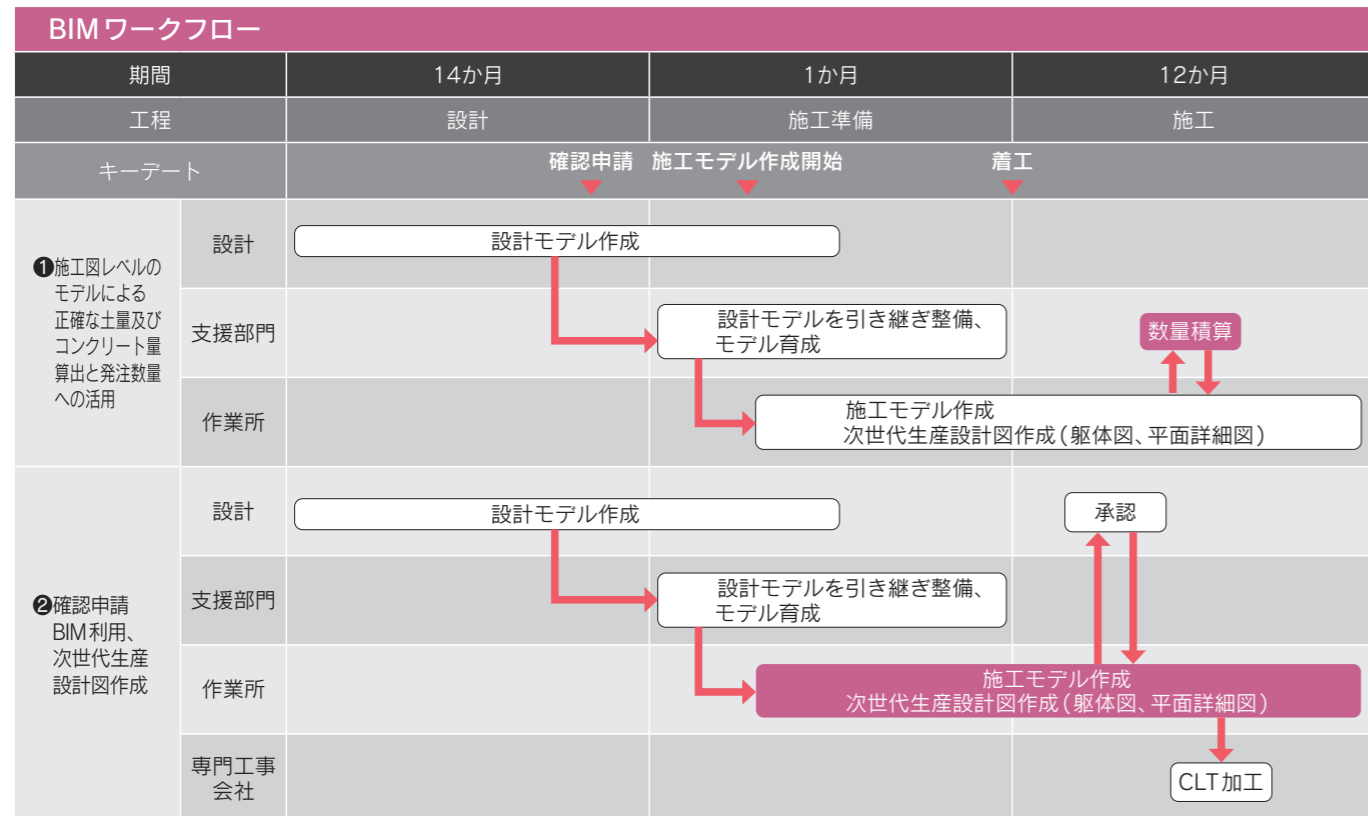 BIMワークフロー
期間 14か月 1か月 12か月
工程 設計 施工準備 施工
キーデート 確認申請 施工モデル作成開始 着工
❶施工図レベルの
モデルによる
正確な土量及び
コンクリート量
算出と発注数量
への活用
設計
設計モデル作成
支援部門
設計モデルを引き継ぎ整備、
モデル育成
数量積算
作業所
施工モデル作成
次世代生産設計図作成(躯体図、平面詳細図)
❷確認申請
BIM利用、
次世代生産
設計図作成
設計
設計モデル作成
承認
支援部門
設計モデルを引き継ぎ整備、
モデル育成
作業所
施工モデル作成
次世代生産設計図作成(躯体図、平面詳細図)
専門工事
会社
CLT加工